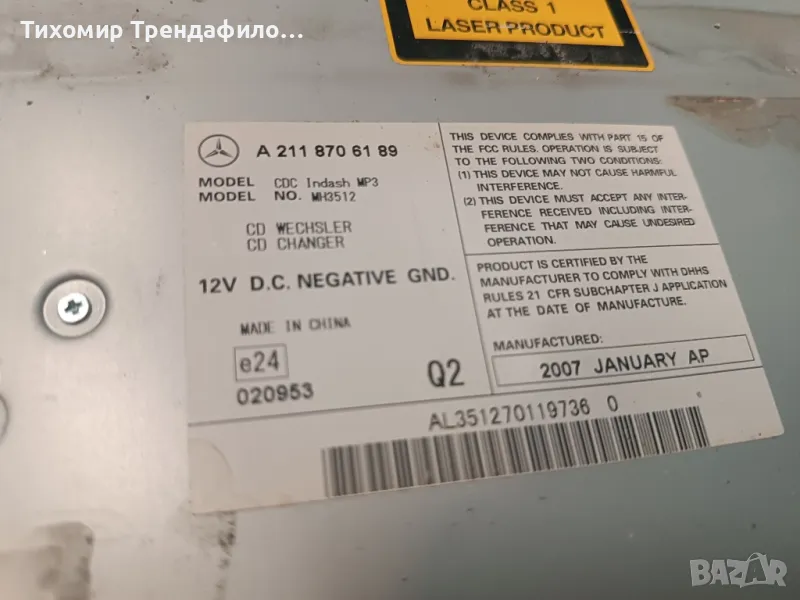 Тихомир Трендафило...
CLASS 1
LASER PRODUCT
A 211 870 61 89
MODEL CDC Indash MP3
MODEL NO. MH3512
CD WECHSLER
CD CHANGER
12V D.C. NEGATIVE GND.
MADE IN CHINA
e24
020953
Q2
THIS DEVICE COMPLIES WITH PART 15 OF
THE FCC RULES. OPERATION IS SUBJECT
TO THE FOLLOWING TWO CONDITIONS:
(1) THIS DEVICE MAY NOT CAUSE HARMFUL
INTERFERENCE.
(2) THIS DEVICE MUST ACCEPT ANY INTER-
FERENCE RECEIVED INCLUDING INTER-
FERENCE THAT MAY CAUSE UNDESIRED
OPERATION.
PRODUCT IS CERTIFIED BY THE
MANUFACTURER TO COMPLY WITH DHHS
RULES 21 CFR SUBCHAPTER J APPLICATION
AT THE DATE OF MANUFACTURE.
MANUFACTURED:
2007 JANUARY AP
AL351270119736 0
BAZAR